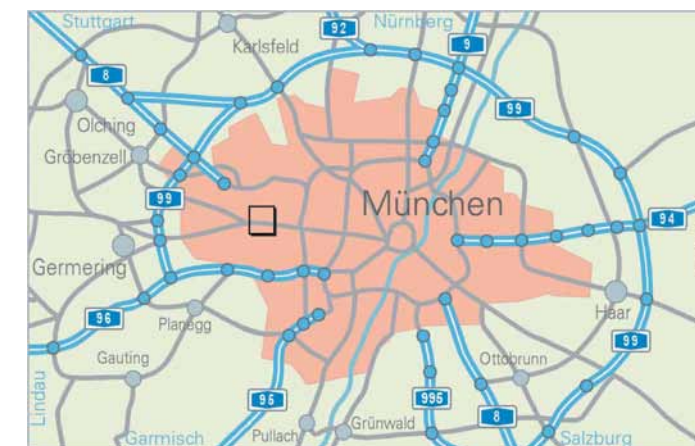 Stuttgart
92
Nürnberg
Karlsfeld
9
8
99
Olching
Gröbenzell
99
München
94
Germering
96
Planegg
Haar
99
Gauting
Ottobrunn
Lindau
95
995
8
Garmisch
Pullach
Grünwald
Salzburg